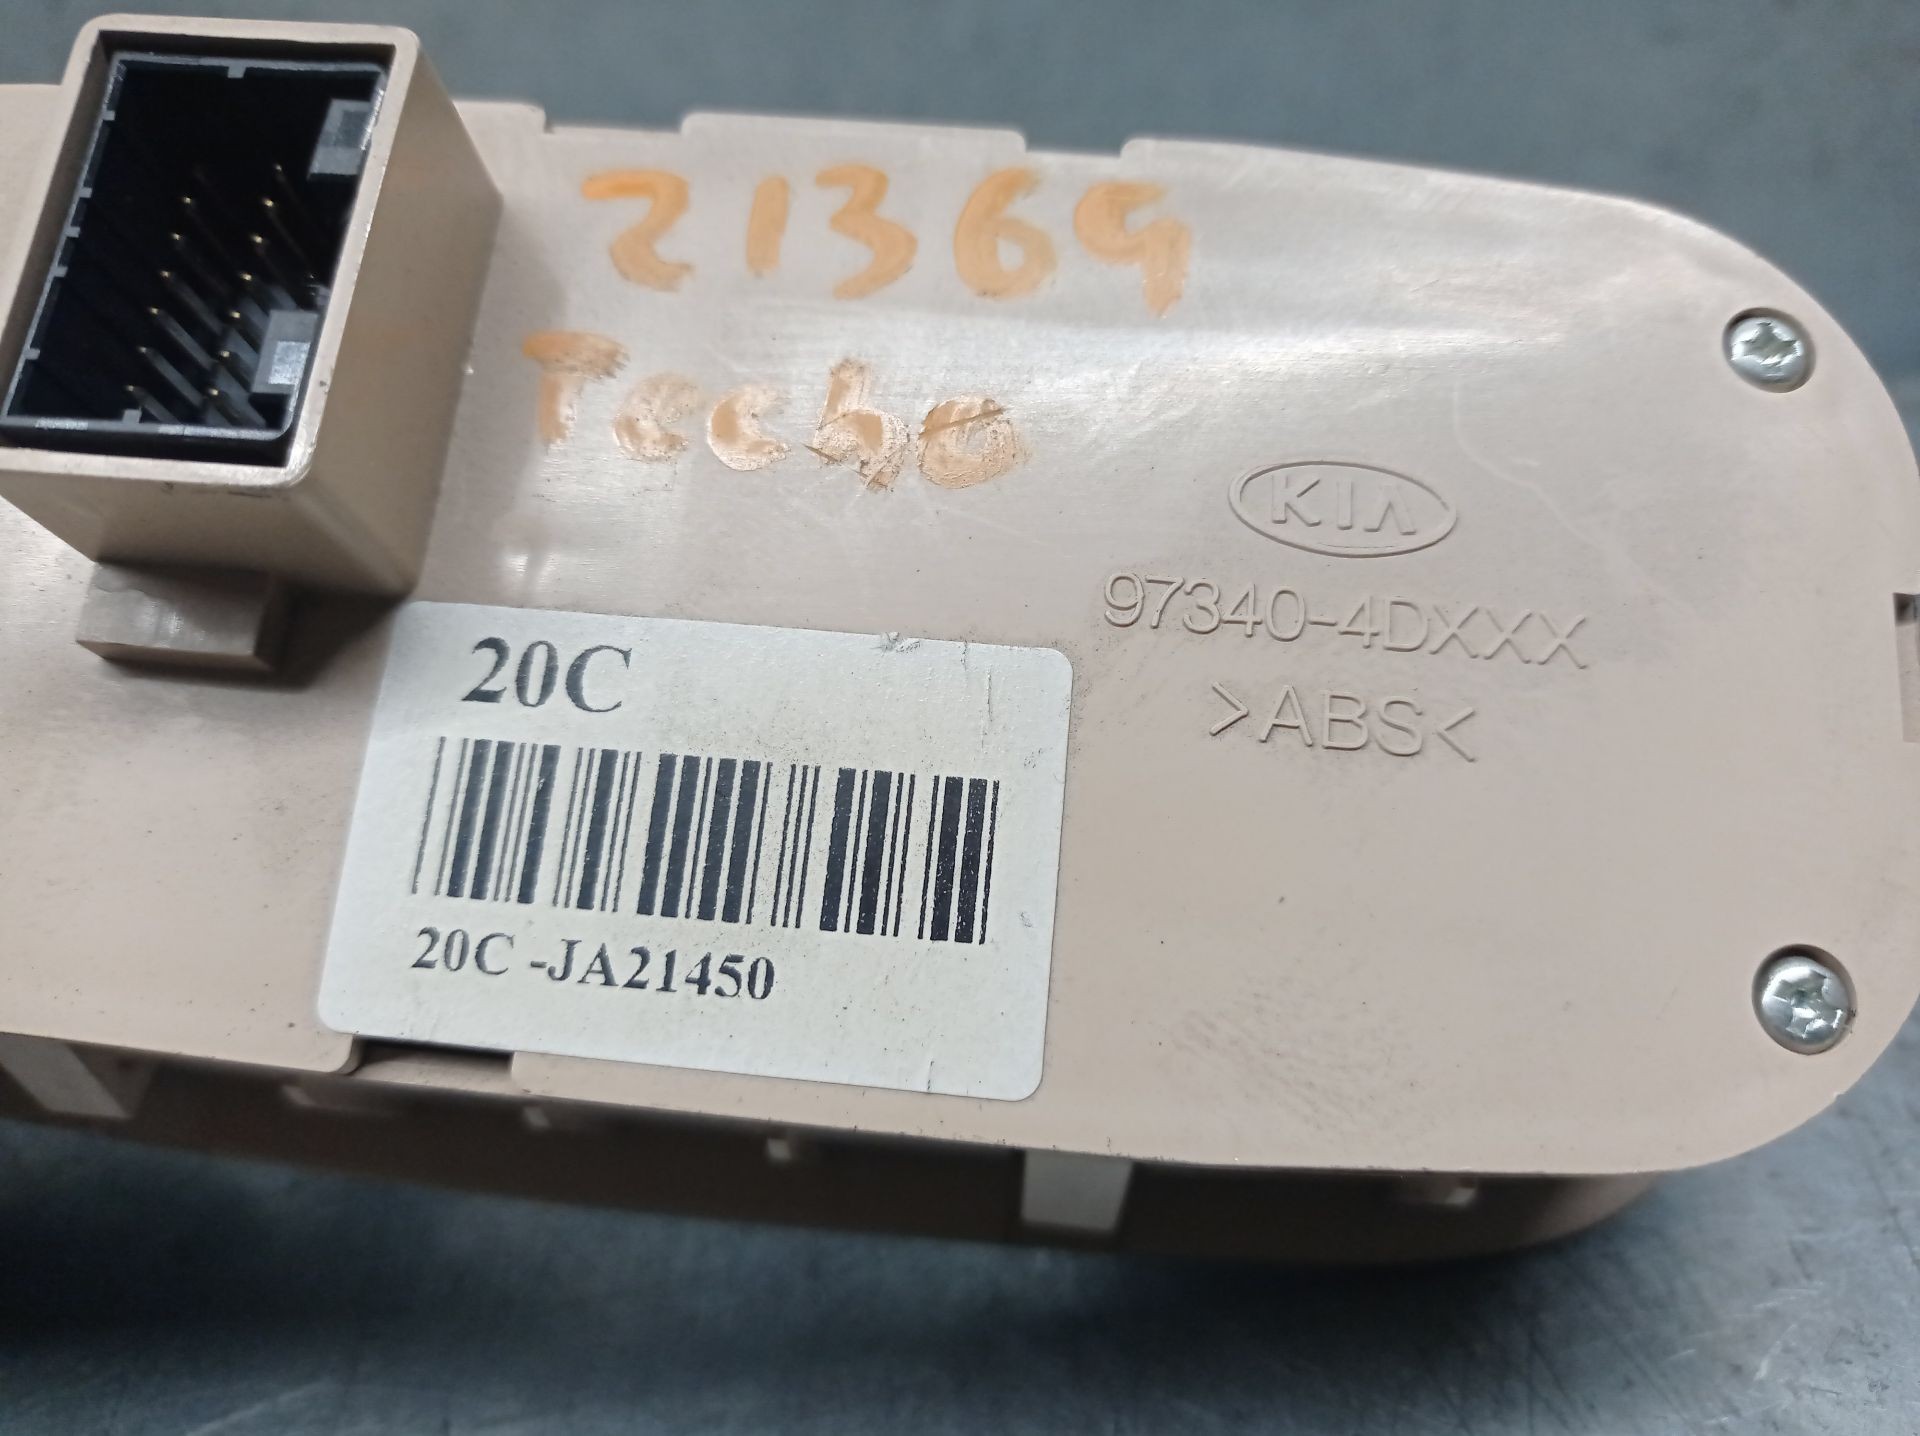 21369
Techo
KIA
97340-4DXXX
>ABS<
20C
20C -JA21450